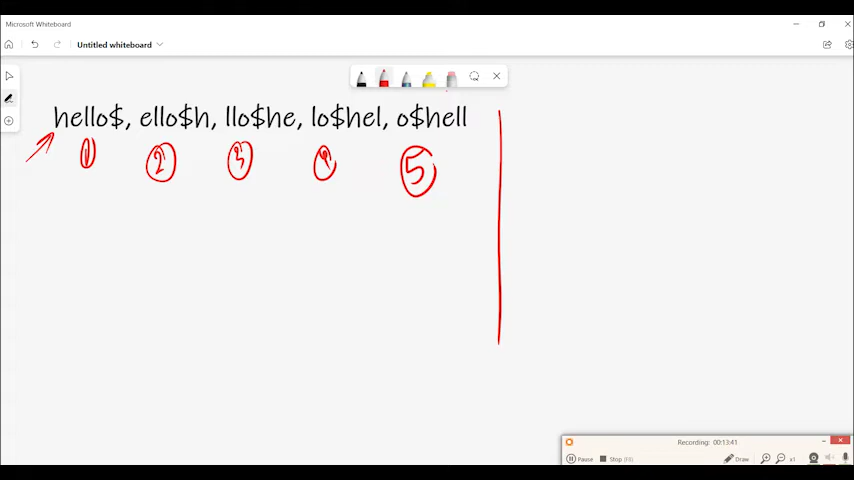 Microsoft Whiteboard
Untitled whiteboard
hello$, ello$h, llo$he, lo$hel, o$hell
1 2 3 4 5
Recording: 00:13:41
Pause Stop (F8) Draw x1